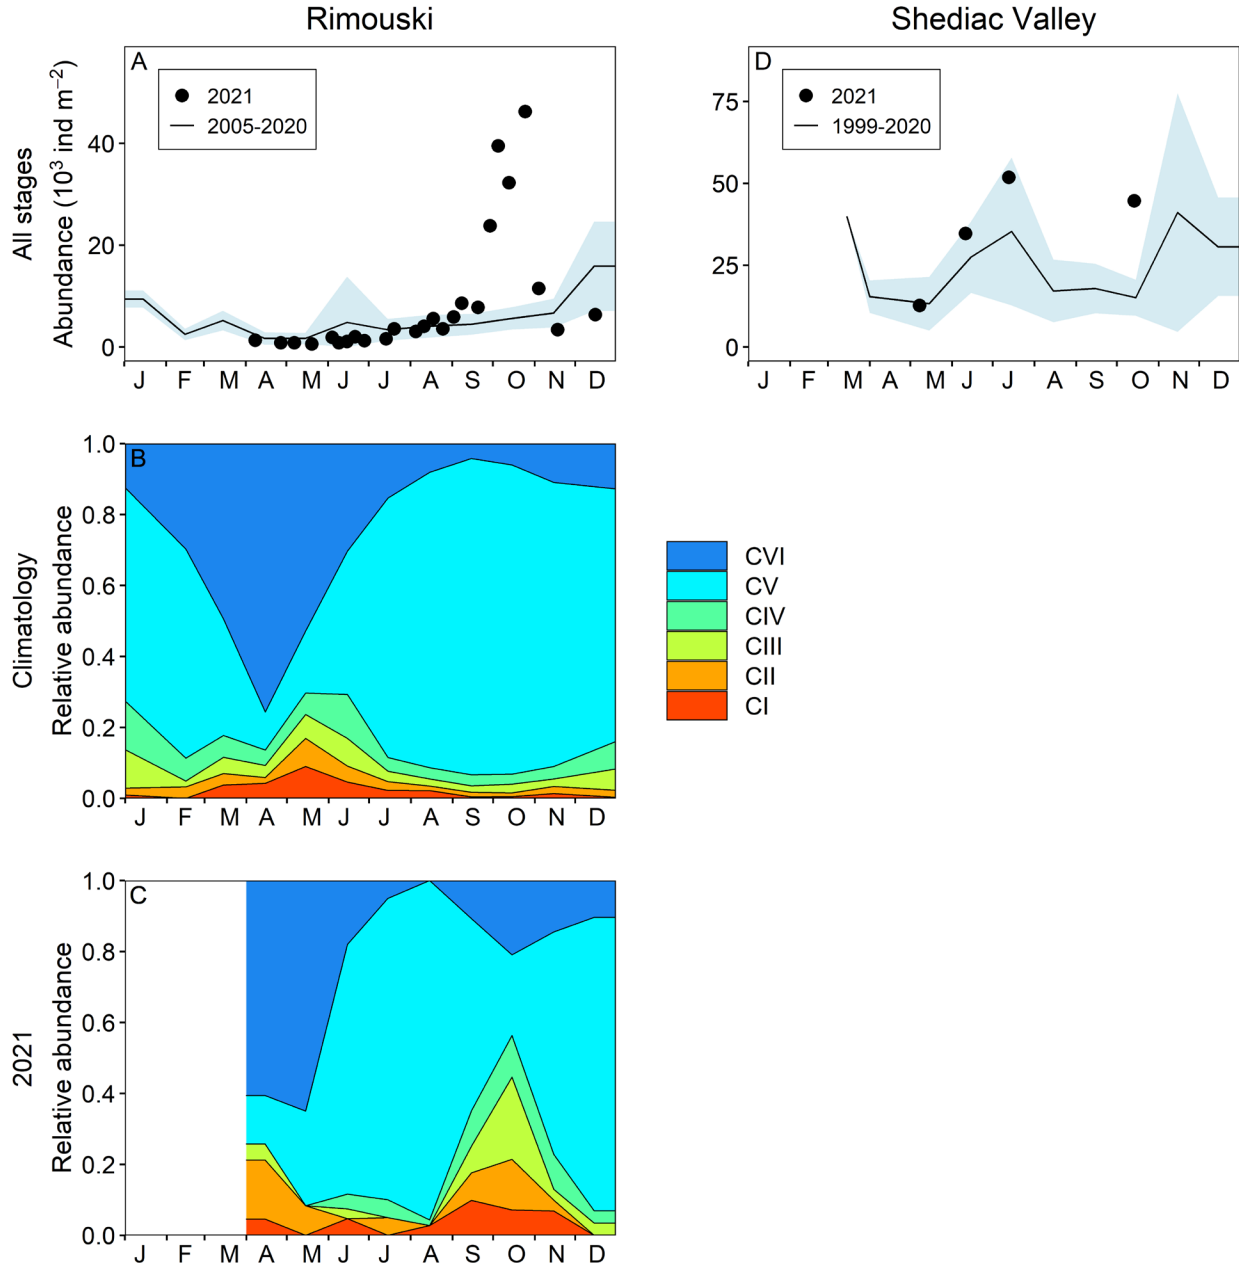 Rimouski
Shediac Valley
All stages
Abundance (10³ ind m⁻²)
A
2021
2005-2020
40
20
0
J F M A M J J A S O N D
D
2021
1999-2020
75
50
25
0
J F M A M J J A S O N D
Climatology
Relative abundance
B
1.0
0.8
0.6
0.4
0.2
0.0
J F M A M J J A S O N D
CVI
CV
CIV
CIII
CII
CI
2021
Relative abundance
C
1.0
0.8
0.6
0.4
0.2
0.0
J F M A M J J A S O N D